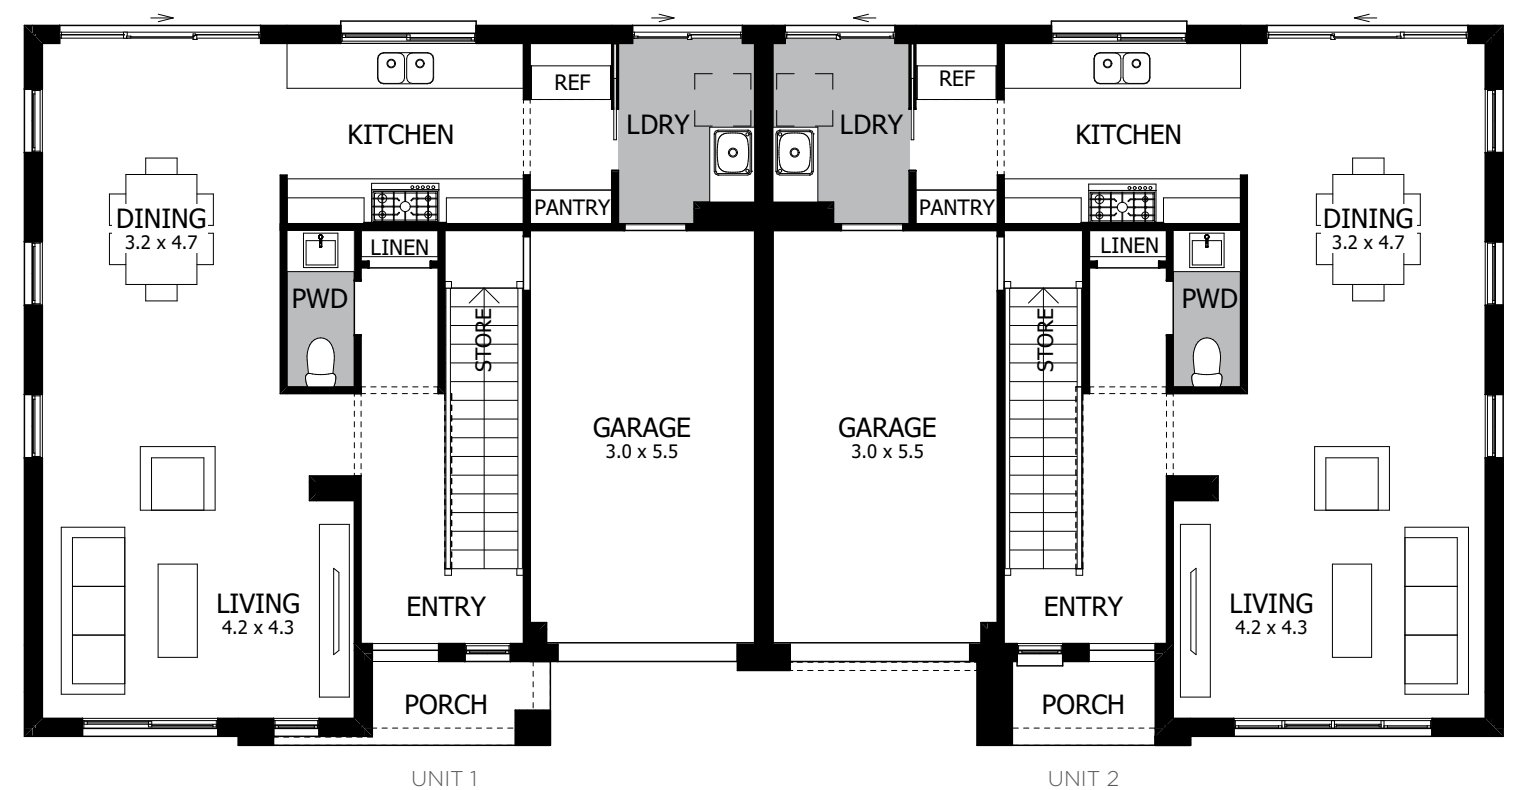 REF
LDRY
KITCHEN
DINING
3.2 x 4.7
PANTRY
LINEN
PWD
STORE
GARAGE
3.0 x 5.5
LIVING
4.2 x 4.3
ENTRY
PORCH
UNIT 1
REF
LDRY
KITCHEN
DINING
3.2 x 4.7
PANTRY
LINEN
PWD
STORE
GARAGE
3.0 x 5.5
LIVING
4.2 x 4.3
ENTRY
PORCH
UNIT 2